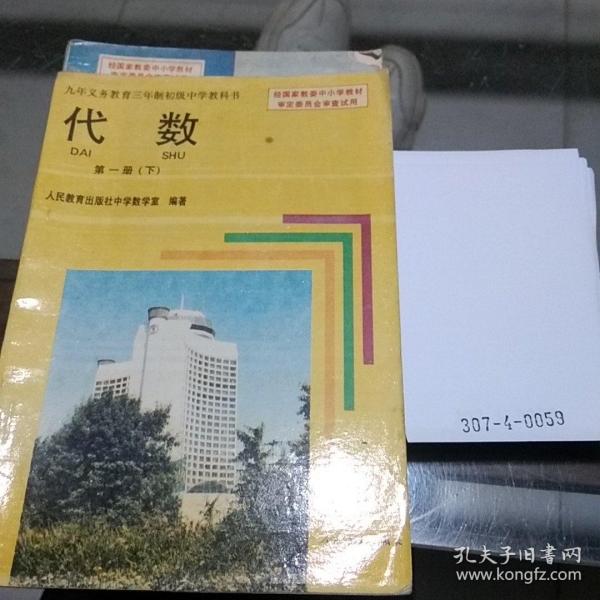 经国家教委中小学教材
九年义务教育三年制初级中学教科书
经国家教委中小学教材
审定委员会审查试用
代 数
DAI SHU
第一册(下)
人民教育出版社中学数学室 编著
307-4-0059
孔夫子旧书网
www.kongfz.com